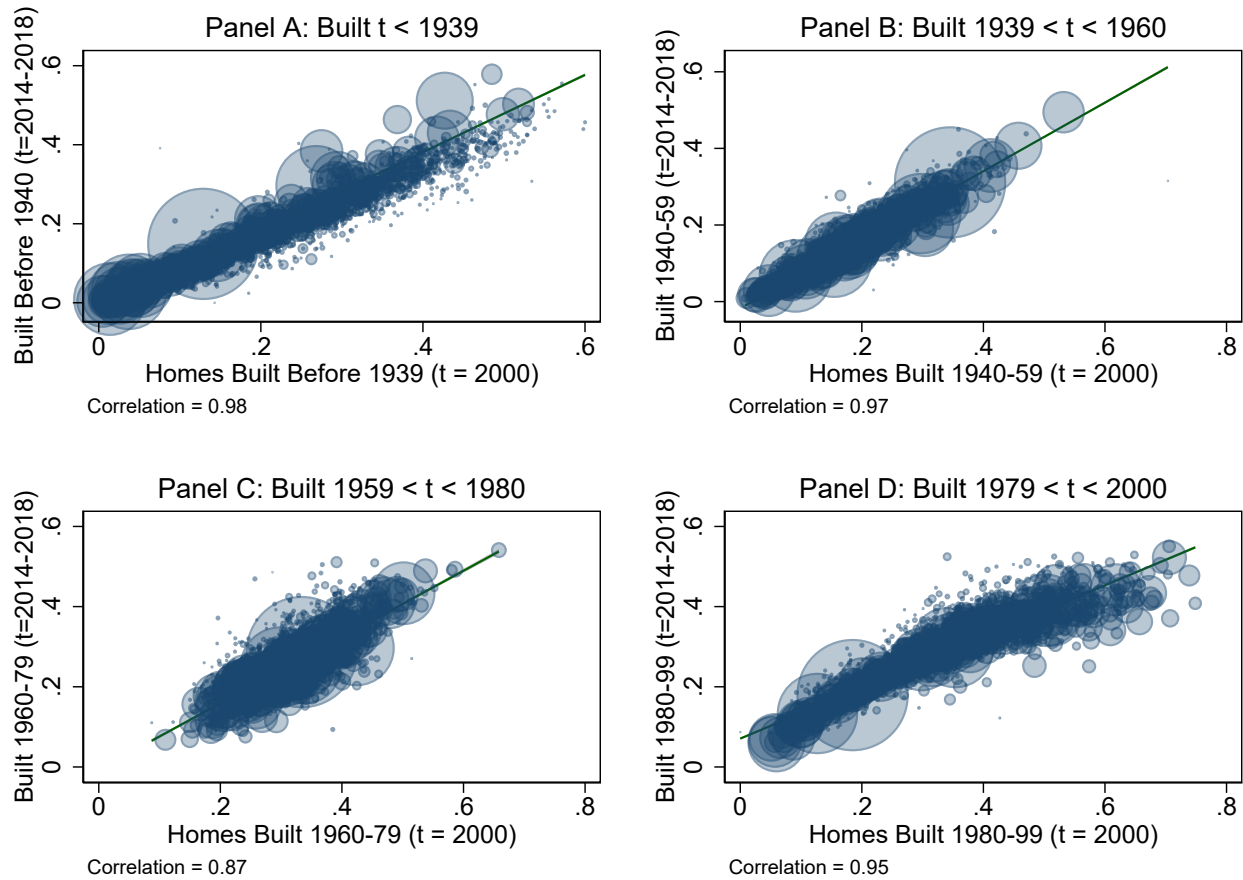 Panel A: Built t < 1939
Built Before 1940 (t=2014-2018)
.6
.4
.2
0
0 .2 .4 .6
Homes Built Before 1939 (t = 2000)
Correlation = 0.98
Panel B: Built 1939 < t < 1960
Built 1940-59 (t=2014-2018)
.6
.4
.2
0
0 .2 .4 .6 .8
Homes Built 1940-59 (t = 2000)
Correlation = 0.97
Panel C: Built 1959 < t < 1980
Built 1960-79 (t=2014-2018)
.6
.4
.2
0
0 .2 .4 .6 .8
Homes Built 1960-79 (t = 2000)
Correlation = 0.87
Panel D: Built 1979 < t < 2000
Built 1980-99 (t=2014-2018)
.6
.4
.2
0
0 .2 .4 .6 .8
Homes Built 1980-99 (t = 2000)
Correlation = 0.95